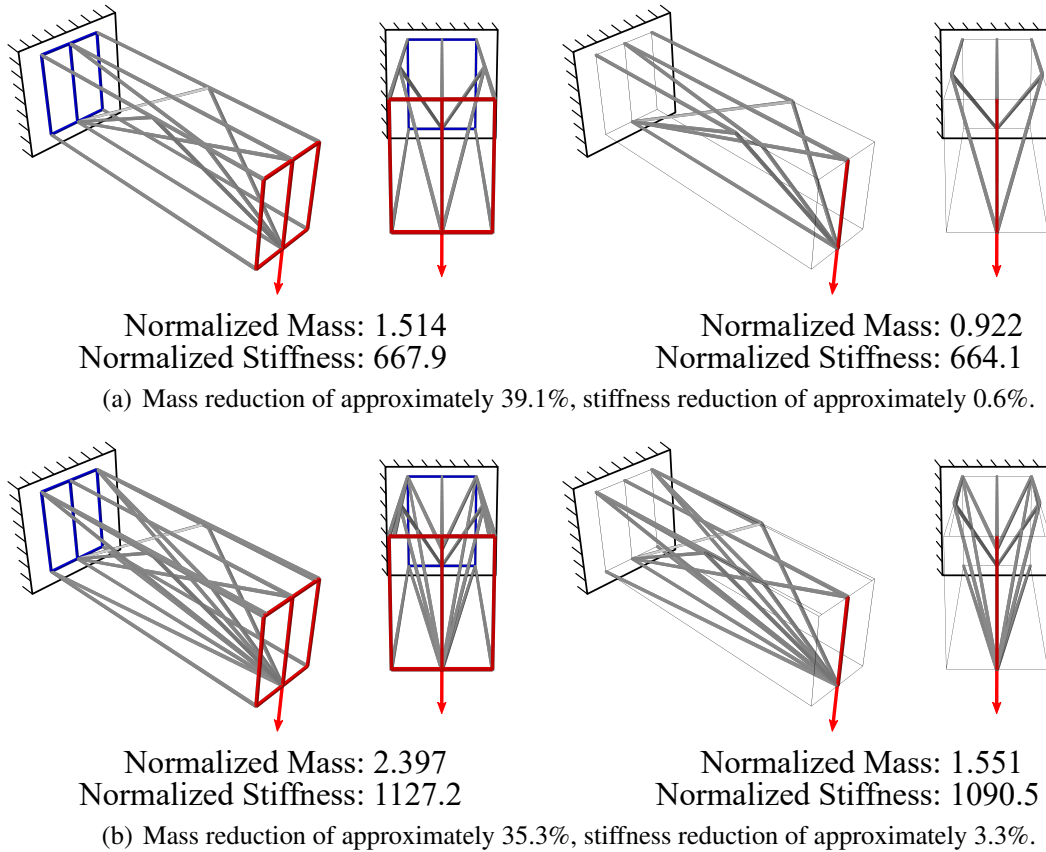 Normalized Mass: 1.514
Normalized Stiffness: 667.9
Normalized Mass: 0.922
Normalized Stiffness: 664.1
(a) Mass reduction of approximately 39.1%, stiffness reduction of approximately 0.6%.
Normalized Mass: 2.397
Normalized Stiffness: 1127.2
Normalized Mass: 1.551
Normalized Stiffness: 1090.5
(b) Mass reduction of approximately 35.3%, stiffness reduction of approximately 3.3%.